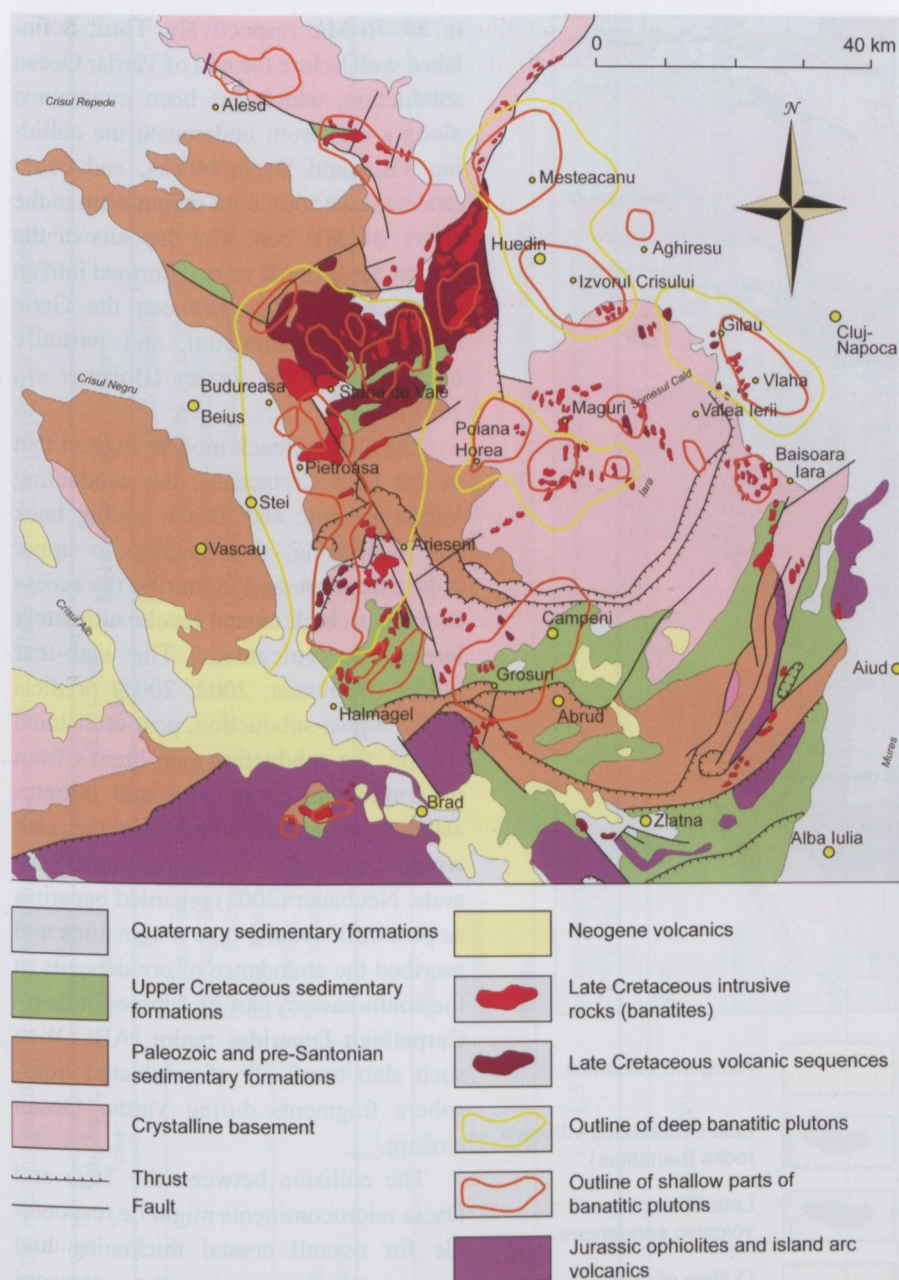 0 40 km
Crisul Repede
Alesd
N
Mesteacanu
Huedin
Aghiresu
Izvorul Crisului
Gilau
Cluj-
Napoca
Crisul Negru
Budureasa
Stana de Vale
Beius
Vlaha
Somesul Cald
Maguri
Valea Ierii
Poiana
Horea
Pietroasa
Baisoara
Iara
Iara
Stei
Vascau
Arieseni
Crisul Alb
Campeni
Grosuri
Aiud
Halmagel
Abrud
Mures
Brad
Zlatna
Alba Iulia
Quaternary sedimentary formations
Upper Cretaceous sedimentary
formations
Paleozoic and pre-Santonian
sedimentary formations
Crystalline basement
Thrust
Fault
Neogene volcanics
Late Cretaceous intrusive
rocks (banatites)
Late Cretaceous volcanic sequences
Outline of deep banatitic plutons
Outline of shallow parts of
banatitic plutons
Jurassic ophiolites and island arc
volcanics